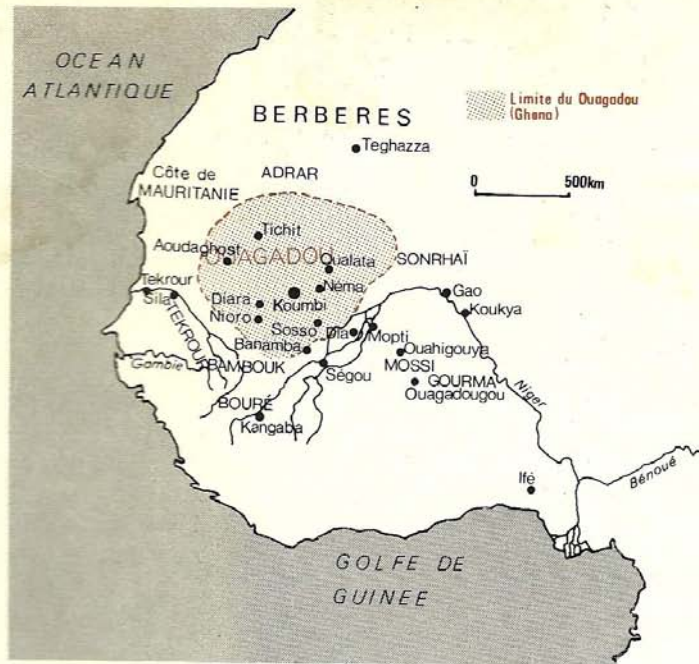 OCEAN
ATLANTIQUE
BERBERES
Limite du Ouagadou
(Ghana)
Teghazza
0 500km
Côte de
MAURITANIE
ADRAR
Tichit
Aoudaghost
OUAGADOU
Oualata
SONRHAÏ
Néma
Tekrour
Sila
Diara
Koumbi
Gao
Koukya
Nioro
TEKROUR
Sosso
Dia
Mopti
Banamba
Ouahigouya
Gambie
BAMBOUK
Ségou
MOSSI
GOURMA
Ouagadougou
Niger
BOURÉ
Kangaba
Ifé
Bénoué
GOLFE DE
GUINEE